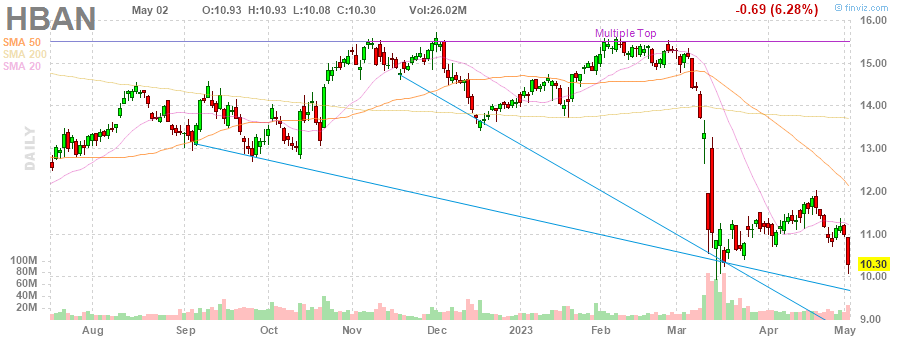 HBAN May 02 O:10.93 H:10.93 L:10.08 C:10.30 Vol:26.02M -0.69 (6.28%) finviz.com
16.00
Multiple Top
SMA 50
SMA 200
SMA 20
15.00
14.00
DAILY
13.00
12.00
11.00
10.30
10.00
9.00
100M
80M
60M
40M
20M
Aug Sep Oct Nov Dec 2023 Feb Mar Apr May